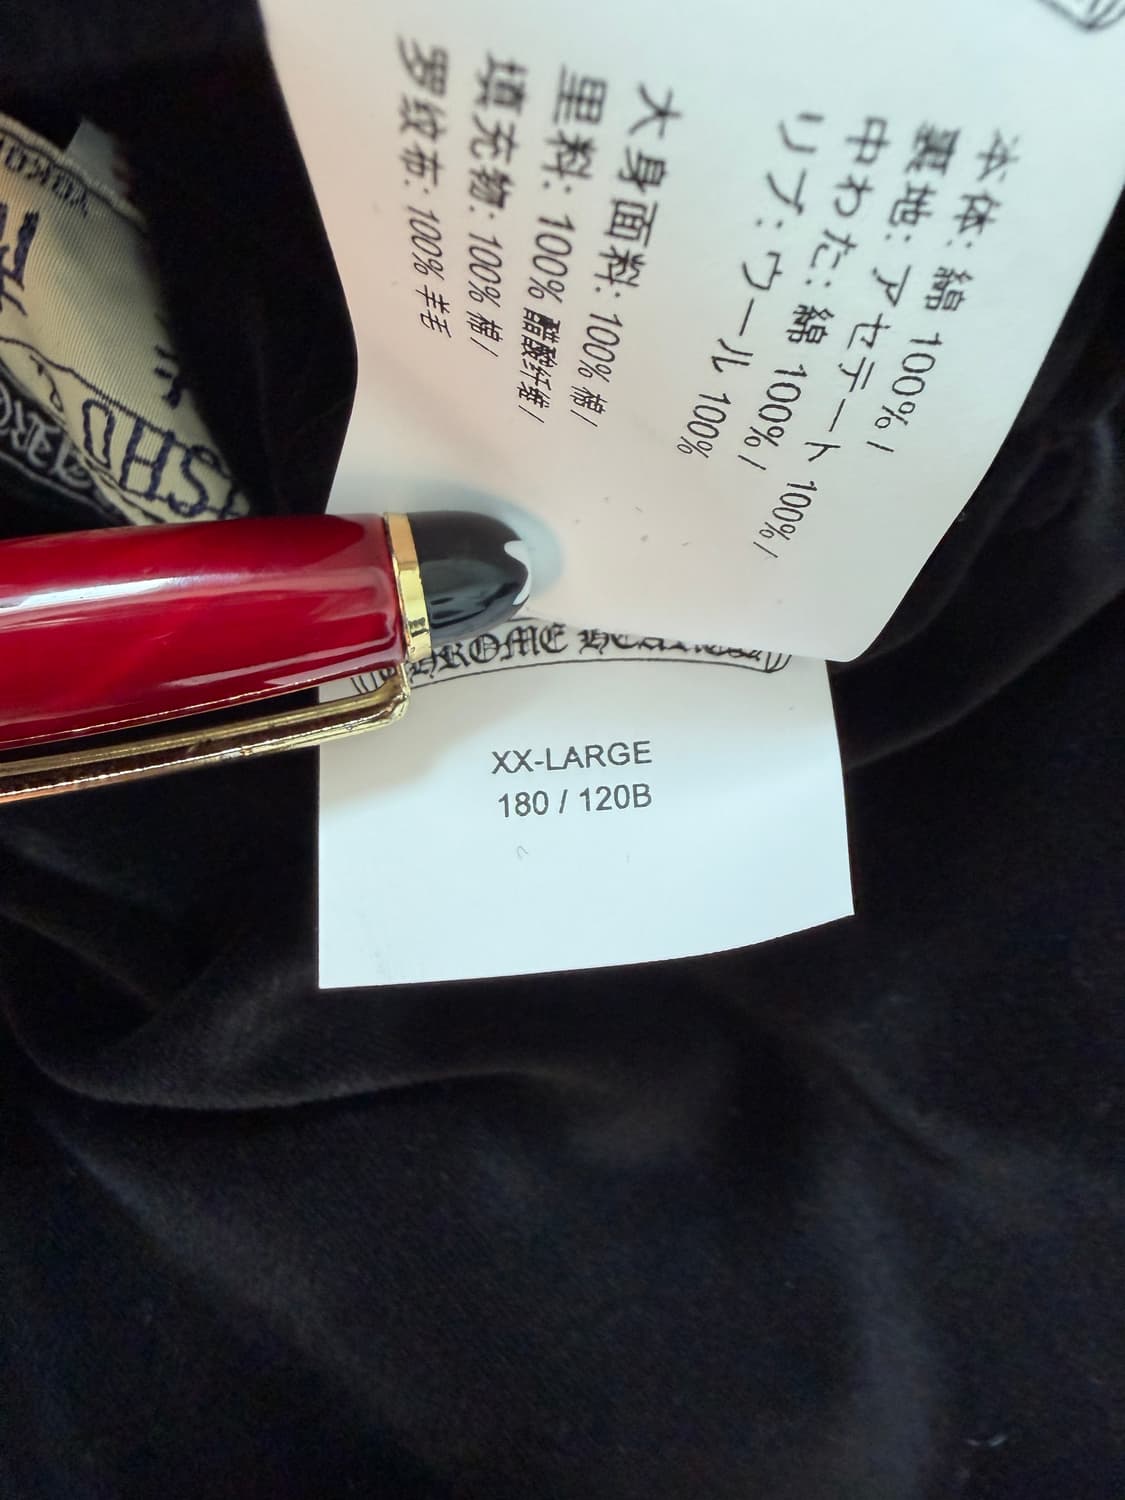 本体: 綿 100% /
裏地: アセテート 100% /
中わた: 綿 100% /
リブ: ウール 100%
大身面料: 100% 棉 /
里料: 100% 醋酸纤维 /
填充物: 100% 棉 /
罗纹布: 100% 羊毛
CHROME HEARTS
XX-LARGE
180 / 120B